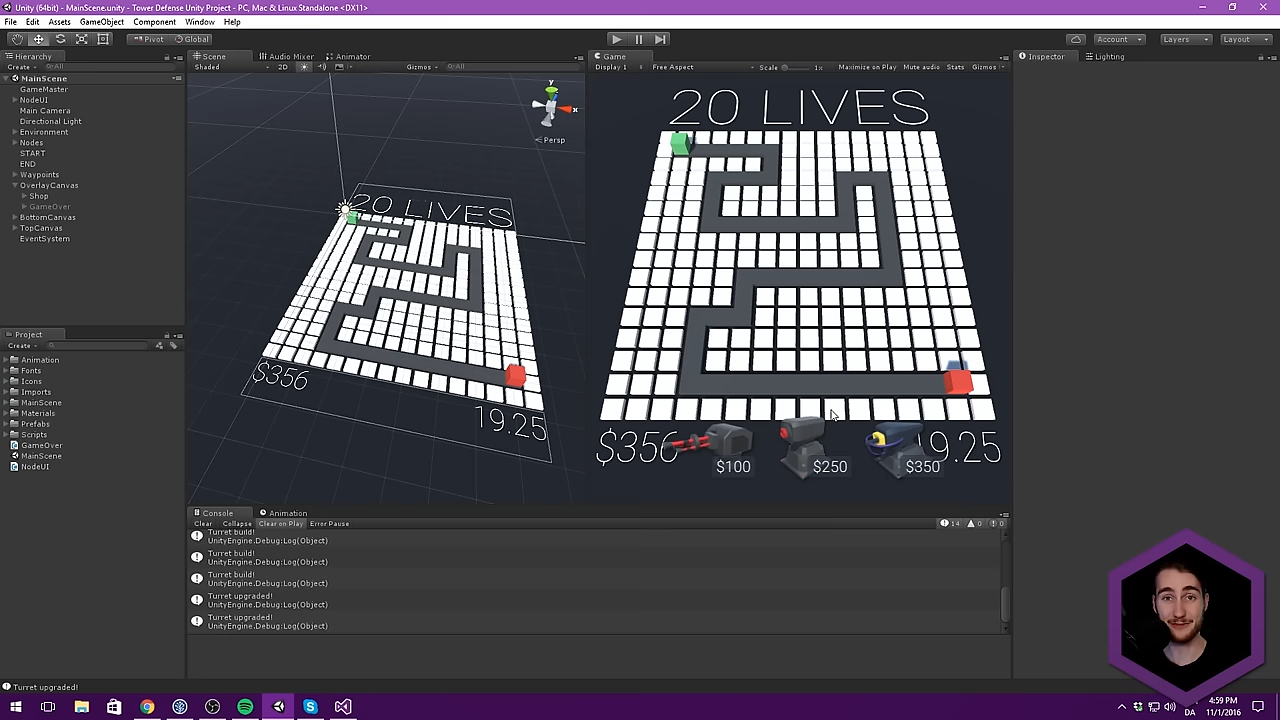 Unity (64bit) - MainScene.unity - Tower Defense Unity Project - PC, Mac & Linux Standalone <DX11>
File Edit Assets GameObject Component Window Help
Pivot Global
Account Layers Layout
Hierarchy
Create All
MainScene
GameMaster
NodeUI
Main Camera
Directional Light
Environment
Nodes
START
END
Waypoints
OverlayCanvas
Shop
GameOver
BottomCanvas
TopCanvas
EventSystem
Project
Create
Animation
Fonts
Icons
Imports
MainScene
Materials
Prefabs
Scripts
GameOver
MainScene
NodeUI
Scene Audio Mixer Animator
Shaded 2D Gizmos All
y
x
Persp
20 LIVES
$356
19.25
Game
Display 1 Free Aspect Scale 1x Maximize on Play Mute audio Stats Gizmos
20 LIVES
$356 19.25
$100 $250 $350
Inspector Lighting
Console Animation
Clear Collapse Clear on Play Error Pause 14 0 0
Turret build!
UnityEngine.Debug:Log(Object)
Turret build!
UnityEngine.Debug:Log(Object)
Turret build!
UnityEngine.Debug:Log(Object)
Turret upgraded!
UnityEngine.Debug:Log(Object)
Turret upgraded!
UnityEngine.Debug:Log(Object)
Turret upgraded!
4:59 PM
DA
11/1/2016